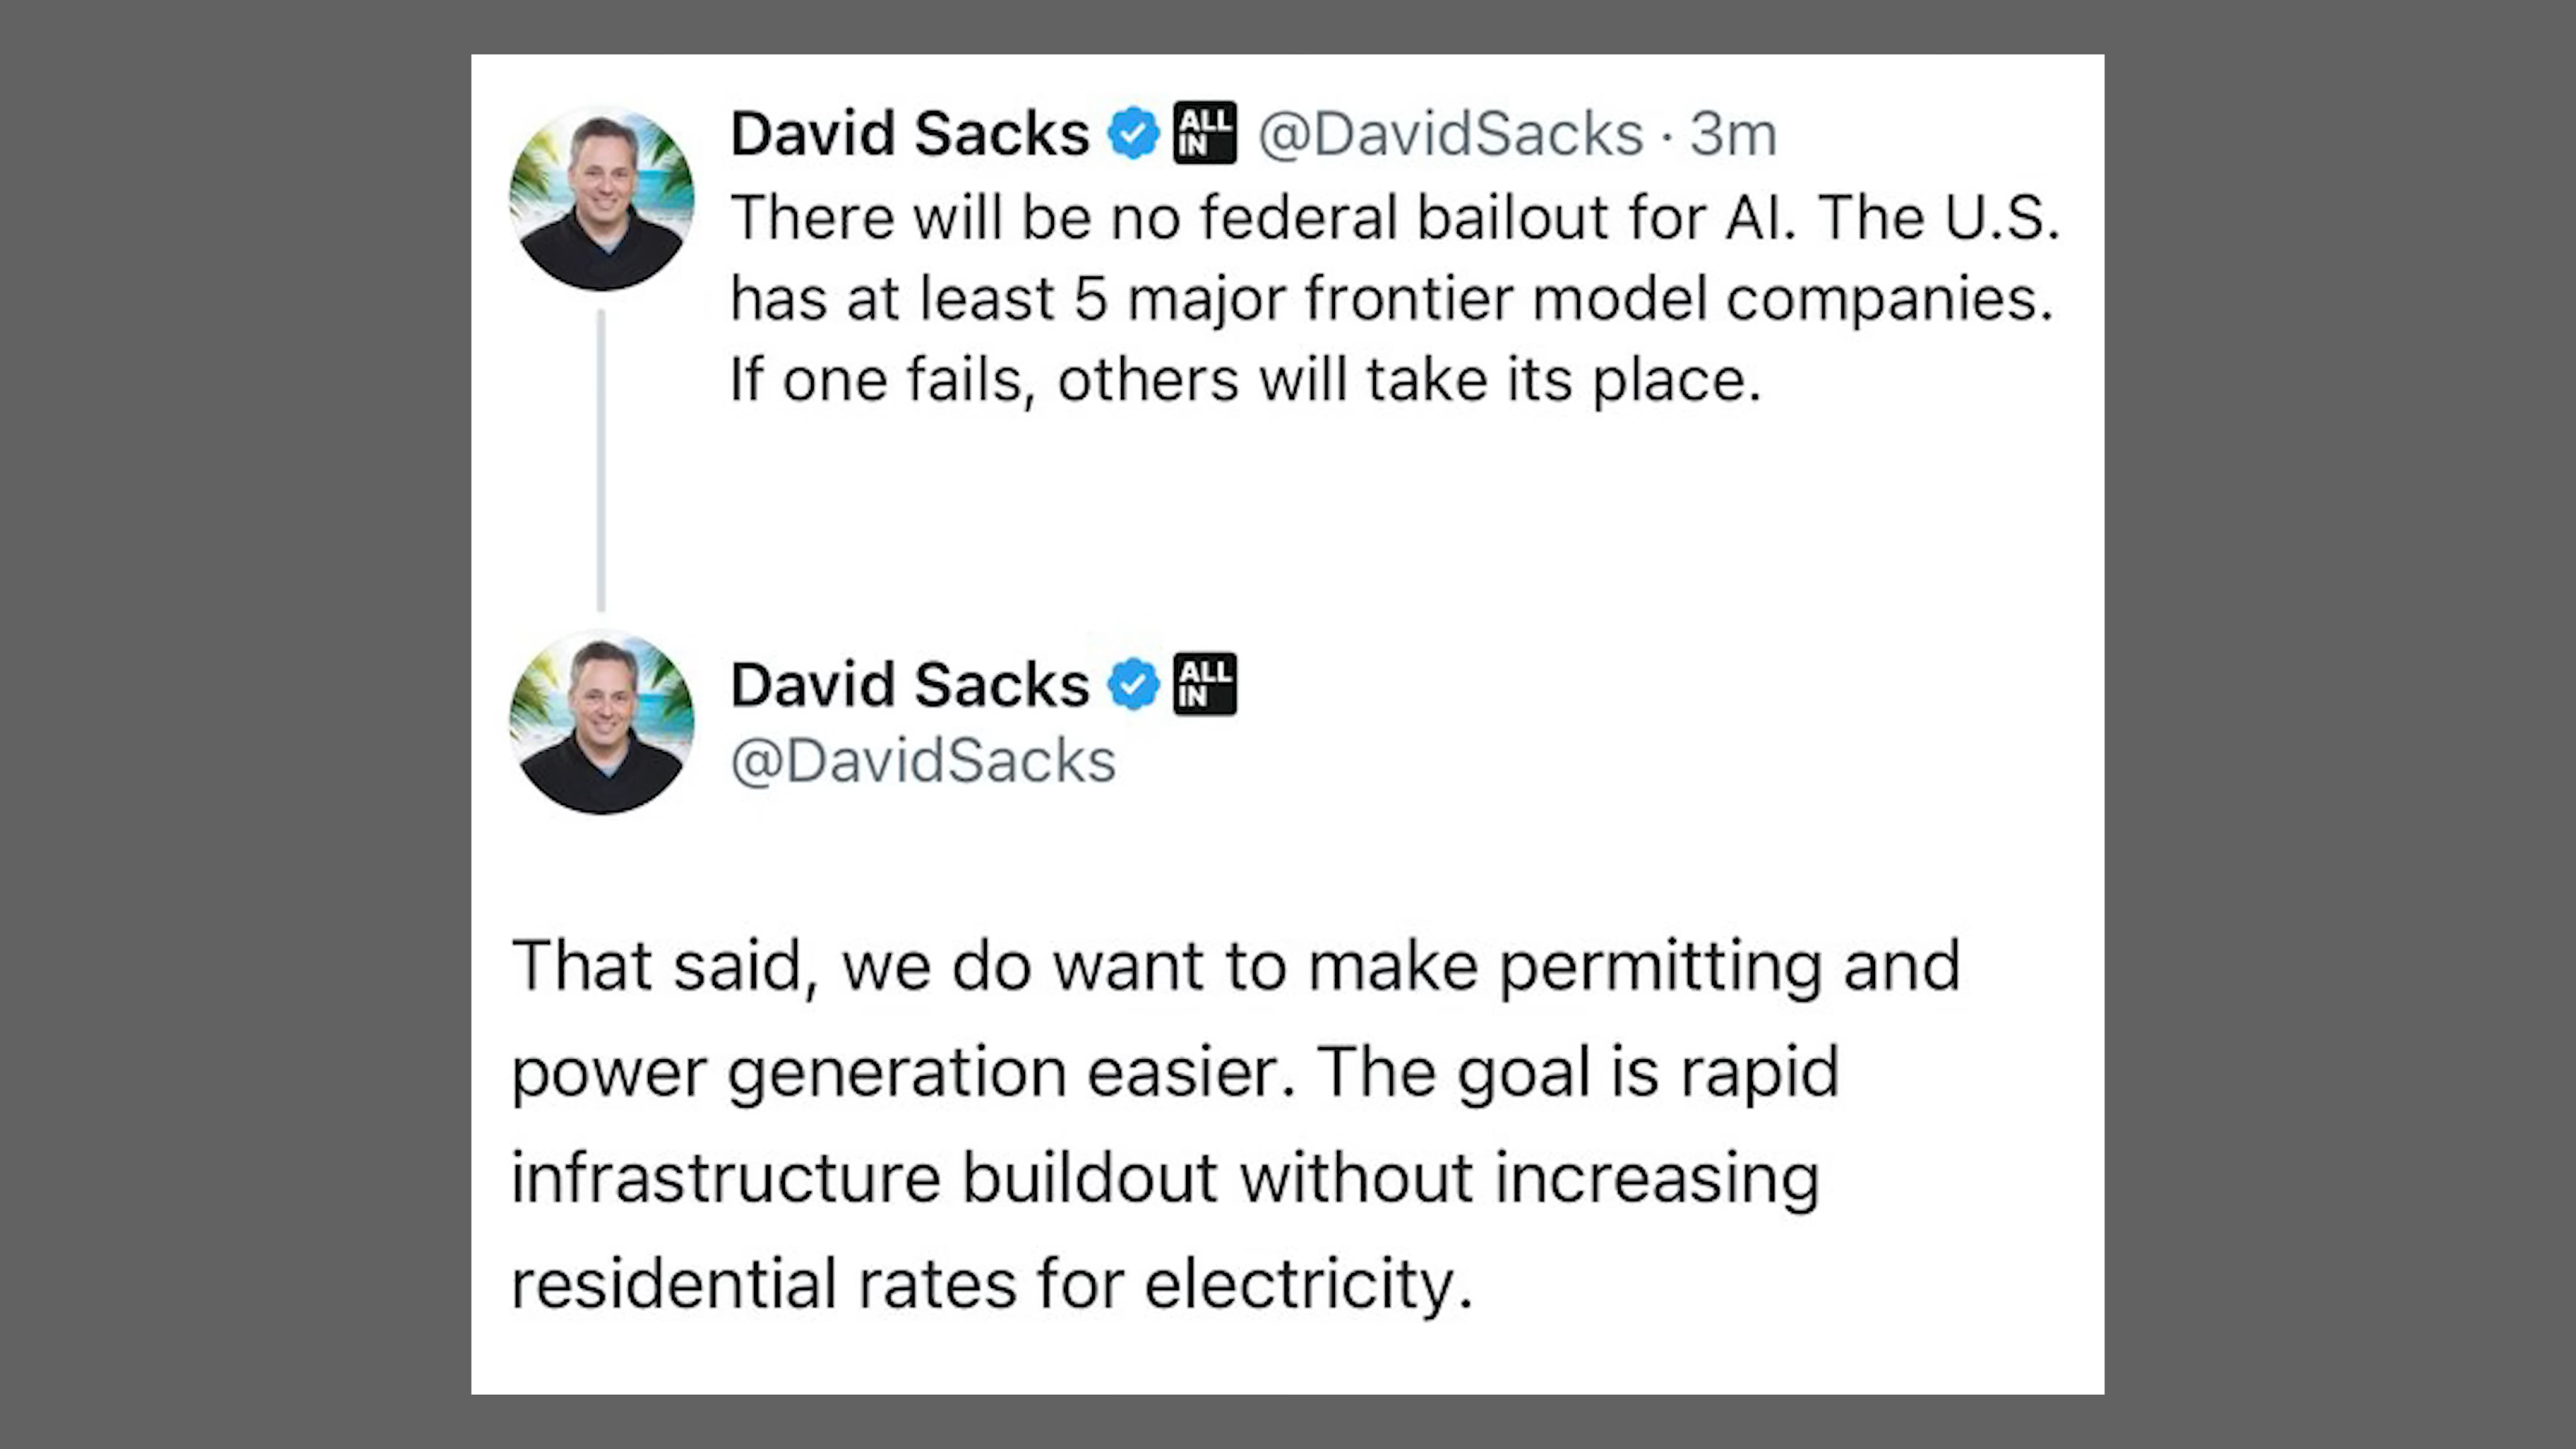 David Sacks ALL IN @DavidSacks · 3m
There will be no federal bailout for AI. The U.S.
has at least 5 major frontier model companies.
If one fails, others will take its place.
David Sacks ALL IN
@DavidSacks
That said, we do want to make permitting and
power generation easier. The goal is rapid
infrastructure buildout without increasing
residential rates for electricity.